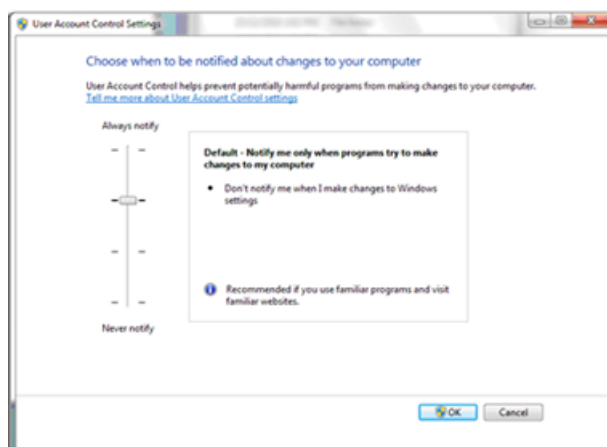 User Account Control Settings
Choose when to be notified about changes to your computer
User Account Control helps prevent potentially harmful programs from making changes to your computer.
Tell me more about User Account Control settings
Always notify
Default - Notify me only when programs try to make
changes to my computer
• Don't notify me when I make changes to Windows
settings
Recommended if you use familiar programs and visit
familiar websites.
Never notify
OK
Cancel